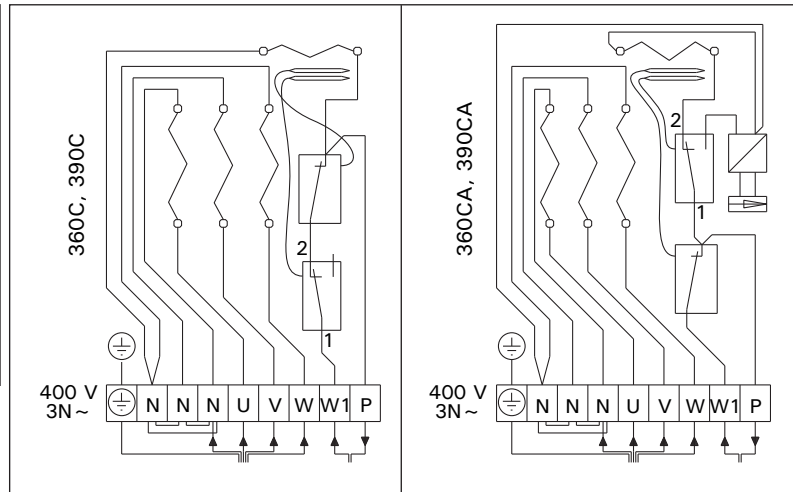 360C, 390C
2
1
400 V
3N~
N N N U V W W1 P
360CA, 390CA
2
1
400 V
3N~
N N N U V W W1 P